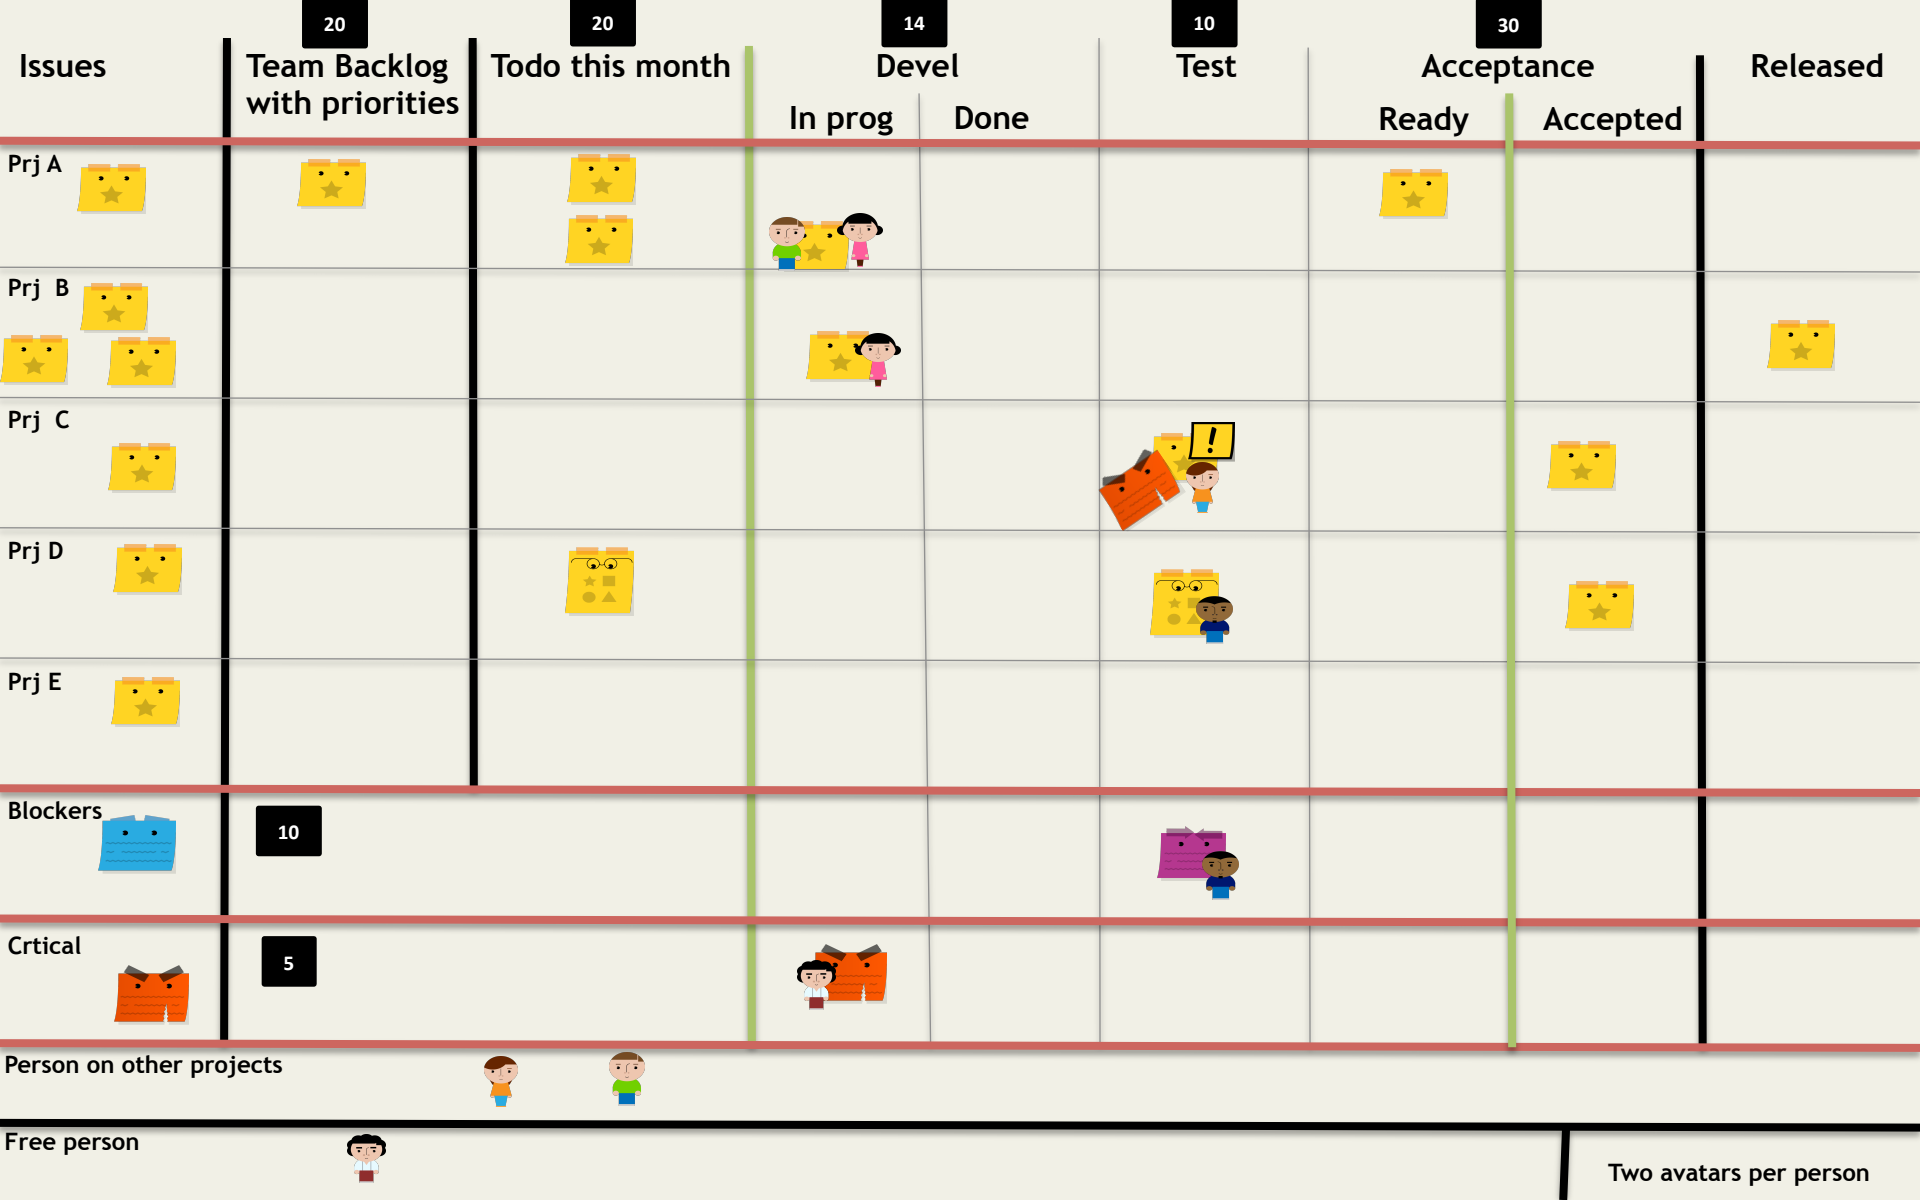 20
20
14
10
30
Issues
Team Backlog
with priorities
Todo this month
Devel
Test
Acceptance
Released
In prog
Done
Ready
Accepted
Prj A
Prj B
Prj C
!
Prj D
Prj E
Blockers
10
Crtical
5
Person on other projects
Free person
Two avatars per person